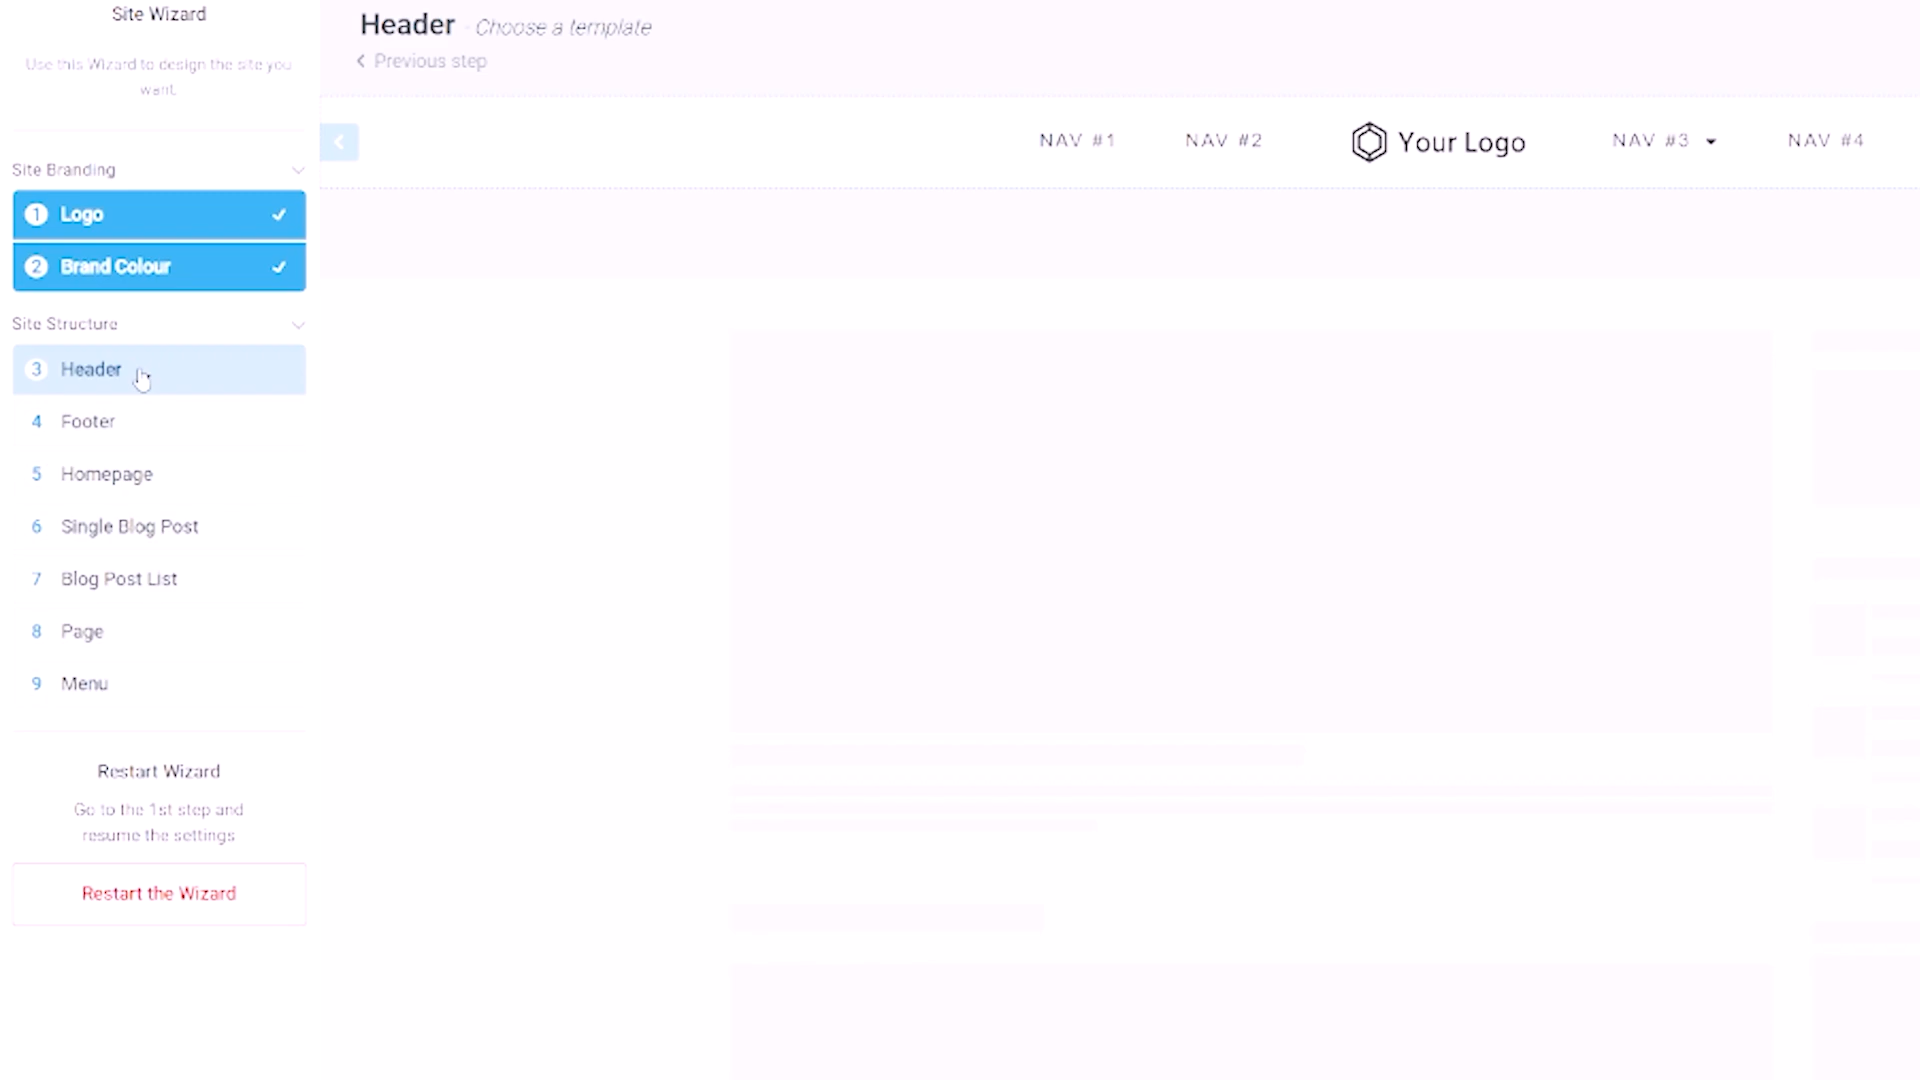 Site Wizard
Use this Wizard to design the site you
want.
Site Branding
1 Logo
2 Brand Colour
Site Structure
3 Header
4 Footer
5 Homepage
6 Single Blog Post
7 Blog Post List
8 Page
9 Menu
Restart Wizard
Go to the 1st step and
resume the settings
Restart the Wizard
Header - Choose a template
Previous step
NAV #1 NAV #2 Your Logo NAV #3 NAV #4